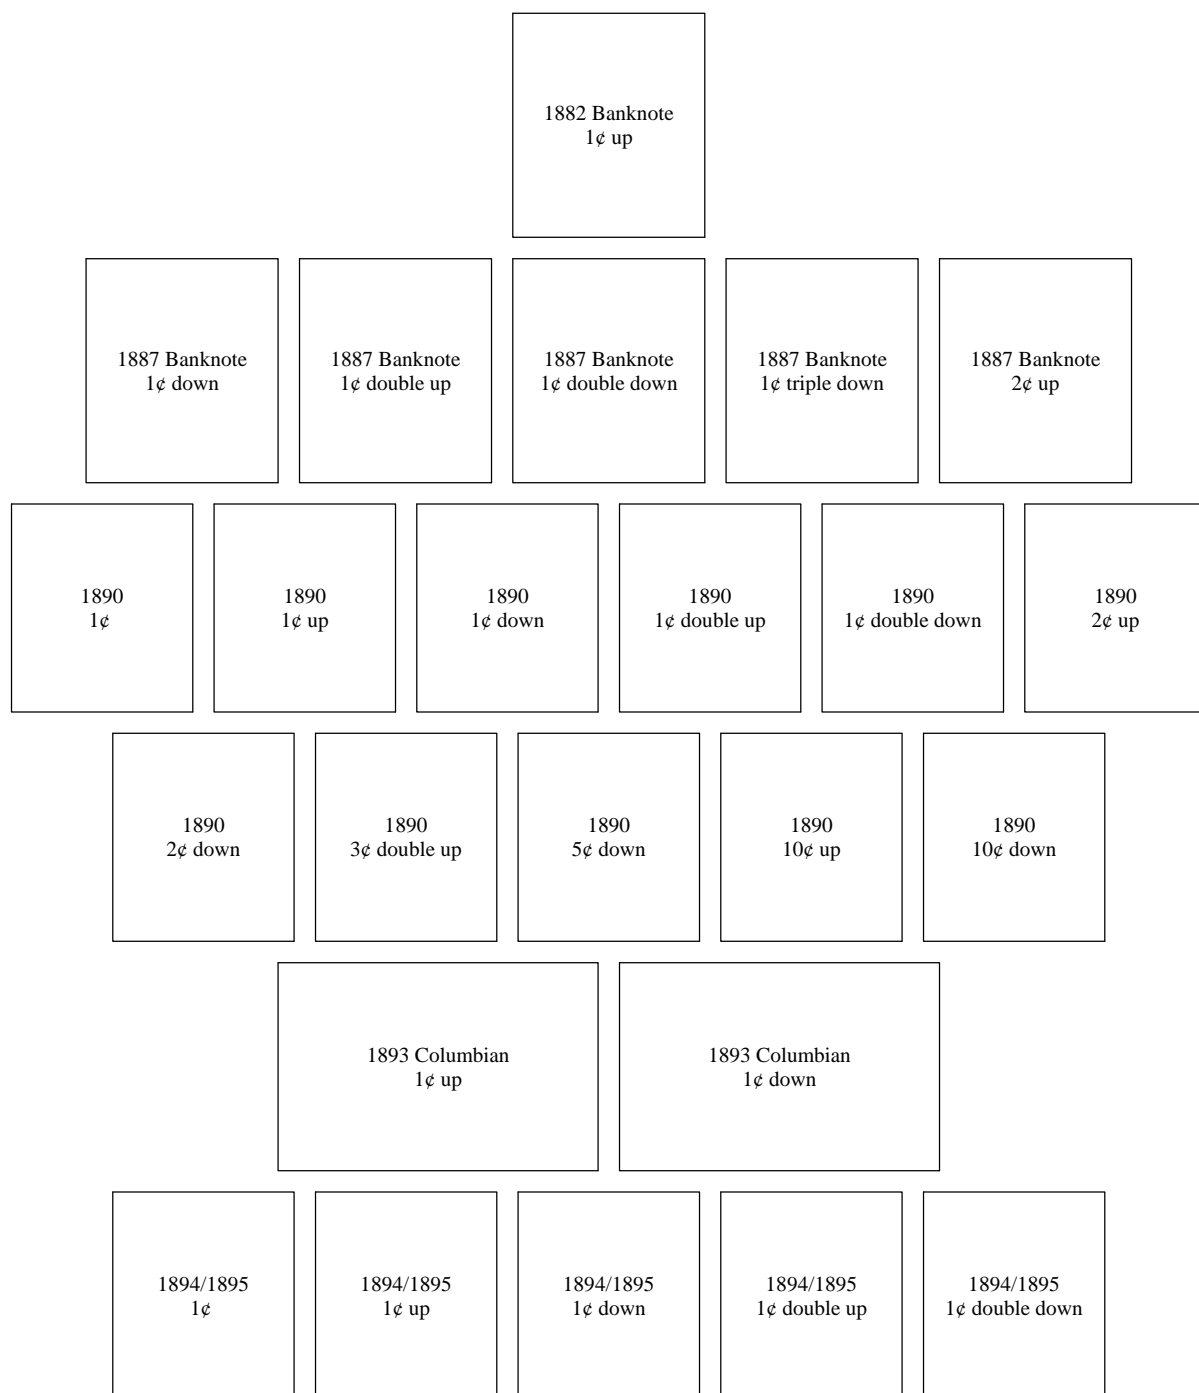 1882 Banknote
1¢ up
1887 Banknote
1¢ down
1887 Banknote
1¢ double up
1887 Banknote
1¢ double down
1887 Banknote
1¢ triple down
1887 Banknote
2¢ up
1890
1¢
1890
1¢ up
1890
1¢ down
1890
1¢ double up
1890
1¢ double down
1890
2¢ up
1890
2¢ down
1890
3¢ double up
1890
5¢ down
1890
10¢ up
1890
10¢ down
1893 Columbian
1¢ up
1893 Columbian
1¢ down
1894/1895
1¢
1894/1895
1¢ up
1894/1895
1¢ down
1894/1895
1¢ double up
1894/1895
1¢ double down